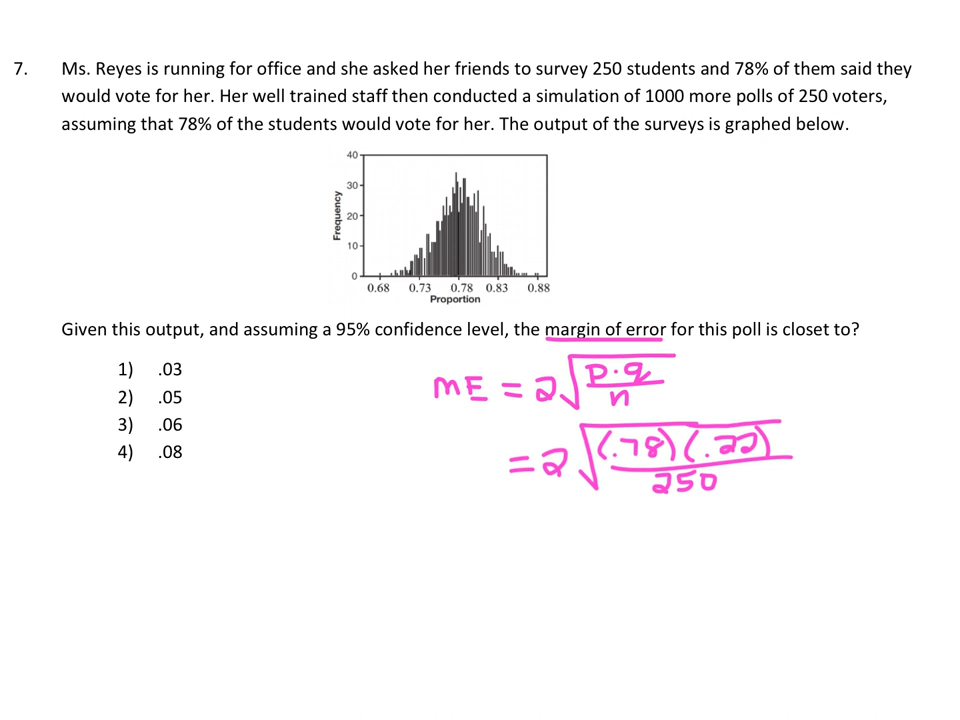 7. Ms. Reyes is running for office and she asked her friends to survey 250 students and 78% of them said they
would vote for her. Her well trained staff then conducted a simulation of 1000 more polls of 250 voters,
assuming that 78% of the students would vote for her. The output of the surveys is graphed below.
40
30
20
10
0
Frequency
0.68 0.73 0.78 0.83 0.88
Proportion
Given this output, and assuming a 95% confidence level, the margin of error for this poll is closet to?
1) .03
2) .05
3) .06
4) .08
ME = 2√(p·q/n)
= 2√((.78)(.22)/250)